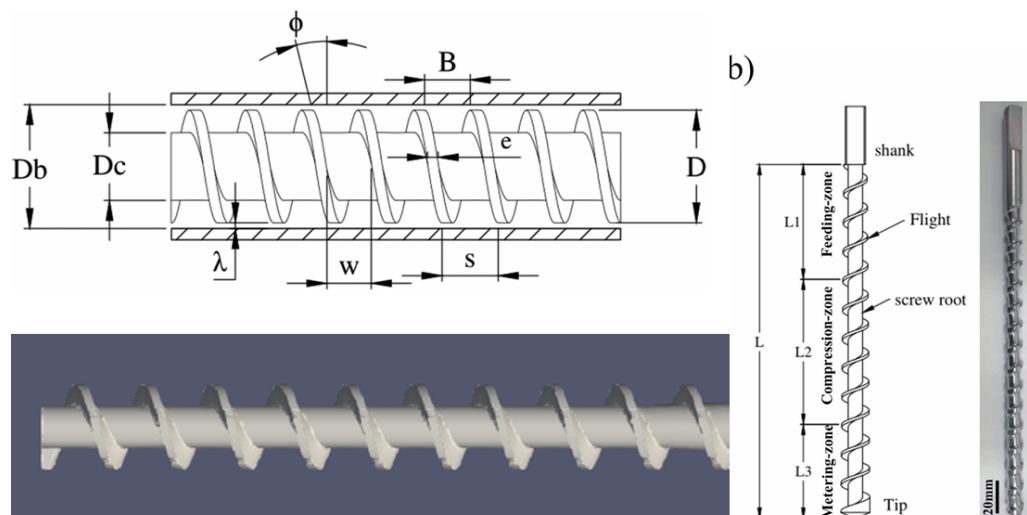 ϕ
B
b)
e
Db
Dc
D
λ
w
s
shank
L1
Feeding-zone
Flight
screw root
L
L2
Compression-zone
L3
Metering-zone
Tip
20mm